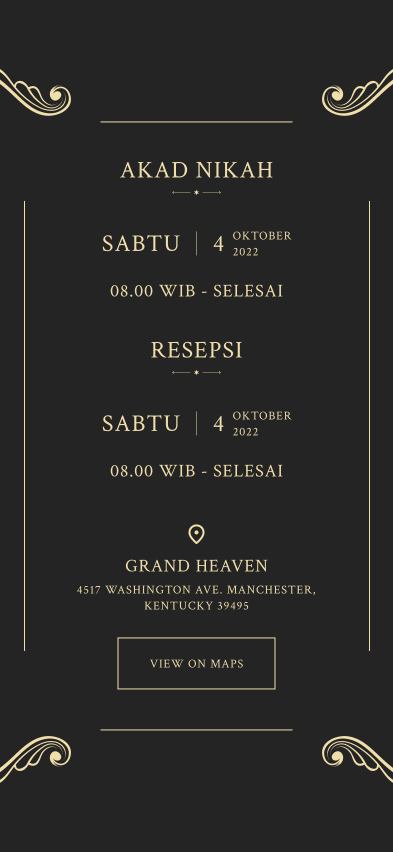 AKAD NIKAH
SABTU 4 OKTOBER
2022
08.00 WIB - SELESAI
RESEPSI
SABTU 4 OKTOBER
2022
08.00 WIB - SELESAI
GRAND HEAVEN
4517 WASHINGTON AVE. MANCHESTER,
KENTUCKY 39495
VIEW ON MAPS